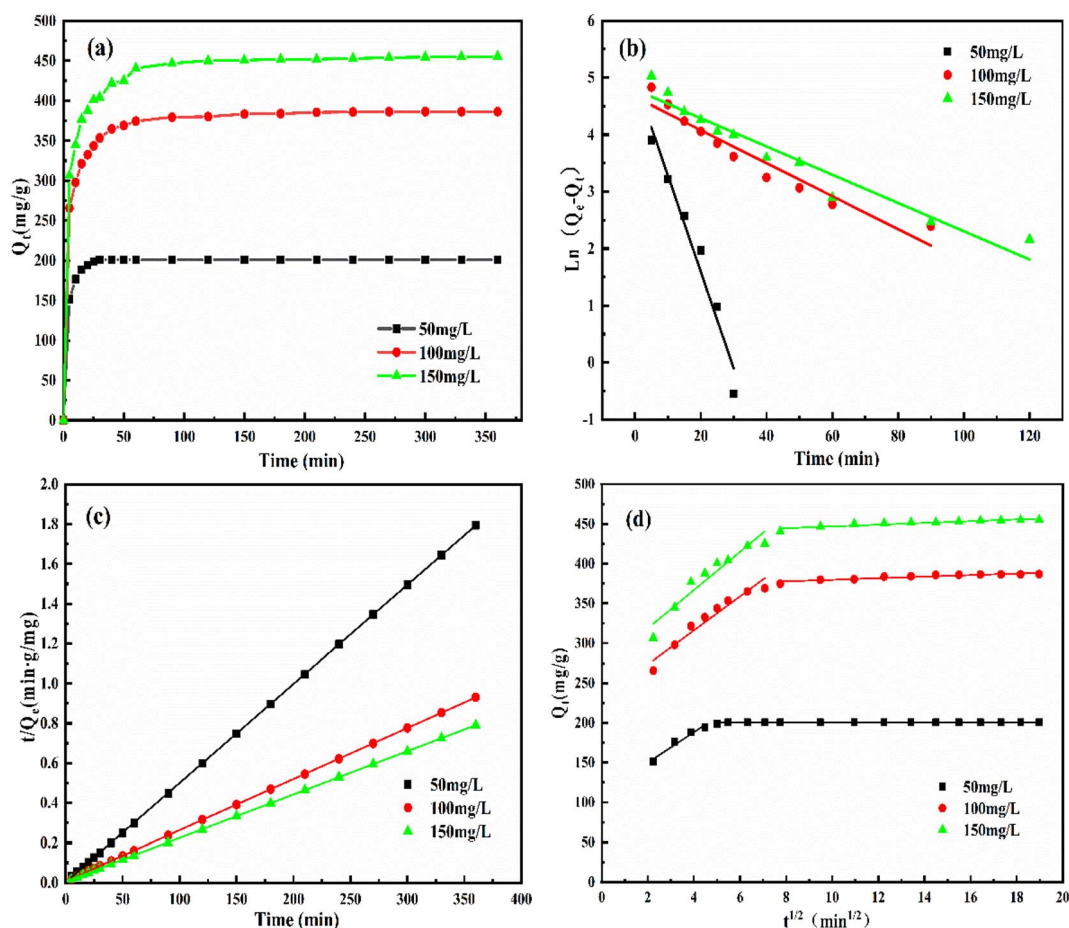 (a)
500
450
400
350
300
250
200
150
100
50
0
Qt(mg/g)
50mg/L
100mg/L
150mg/L
0 50 100 150 200 250 300 350
Time (min)
(b)
6
5
4
3
2
1
0
-1
Ln (Qe-Qt)
50mg/L
100mg/L
150mg/L
0 20 40 60 80 100 120
Time (min)
(c)
2.0
1.8
1.6
1.4
1.2
1.0
0.8
0.6
0.4
0.2
0.0
t/Qe(min·g/mg)
50mg/L
100mg/L
150mg/L
0 50 100 150 200 250 300 350 400
Time (min)
(d)
500
450
400
350
300
250
200
150
100
50
0
Qt(mg/g)
50mg/L
100mg/L
150mg/L
0 2 4 6 8 10 12 14 16 18 20
t1/2 (min1/2)